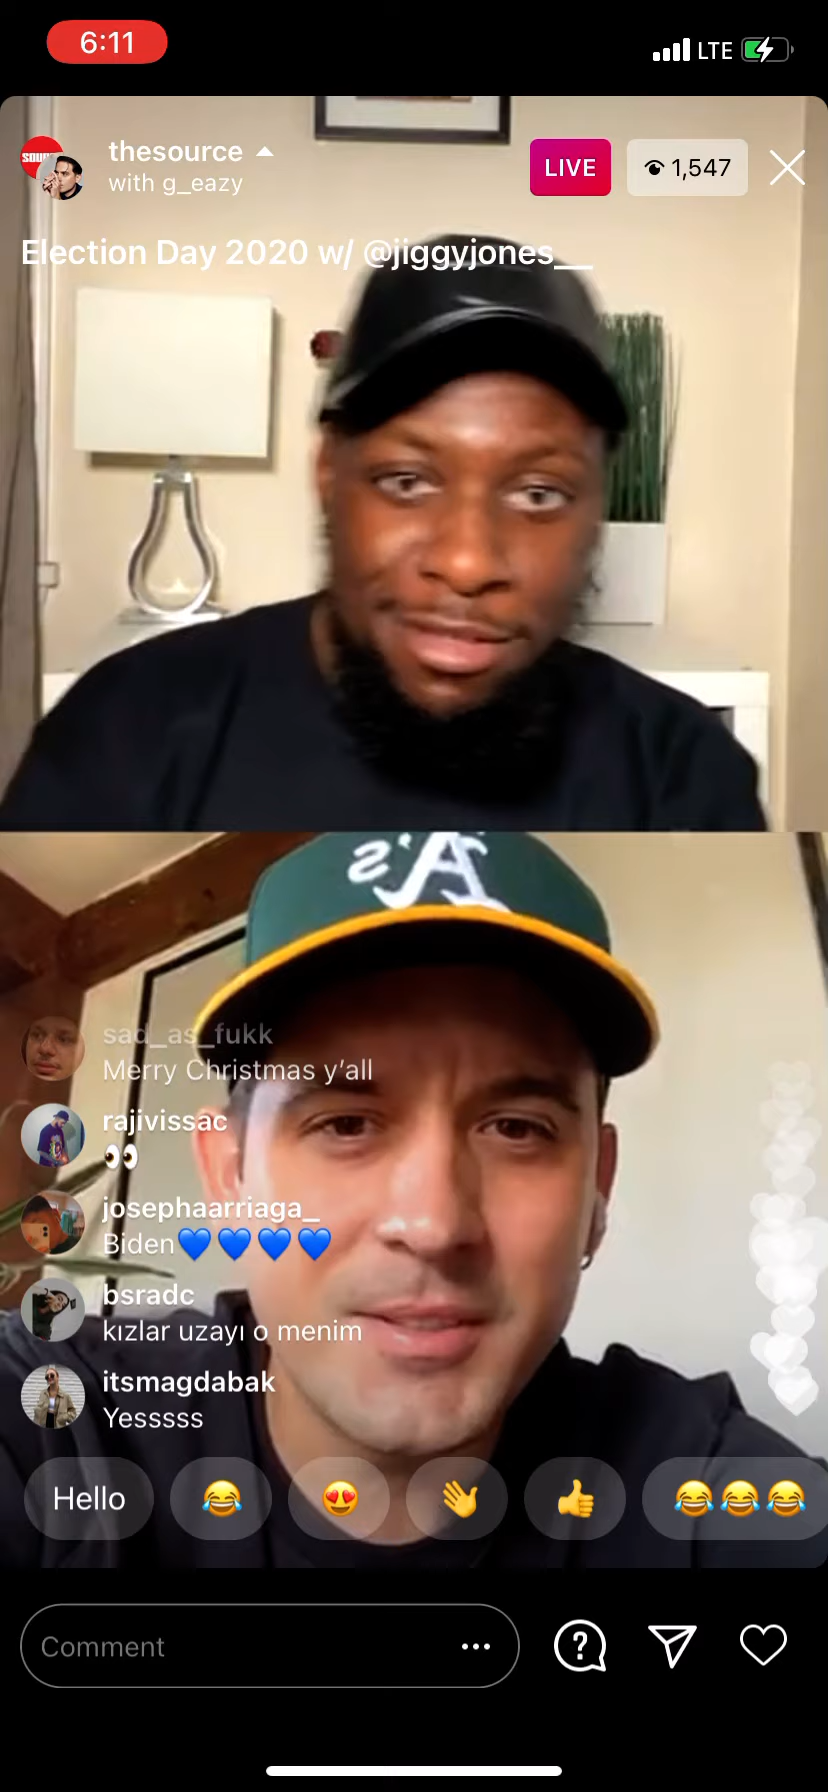 6:11
LTE
SOURCE
thesource
with g_eazy
LIVE
1,547
Election Day 2020 w/ @jiggyjones__
A's
sad_as_fukk
Merry Christmas y’all
rajivissac
👀
josephaarriaga_
Biden💙💙💙💙
bsradc
kızlar uzayı o menim
itsmagdabak
Yesssss
Hello
😂
😍
👋
👍
😂😂😂
Comment